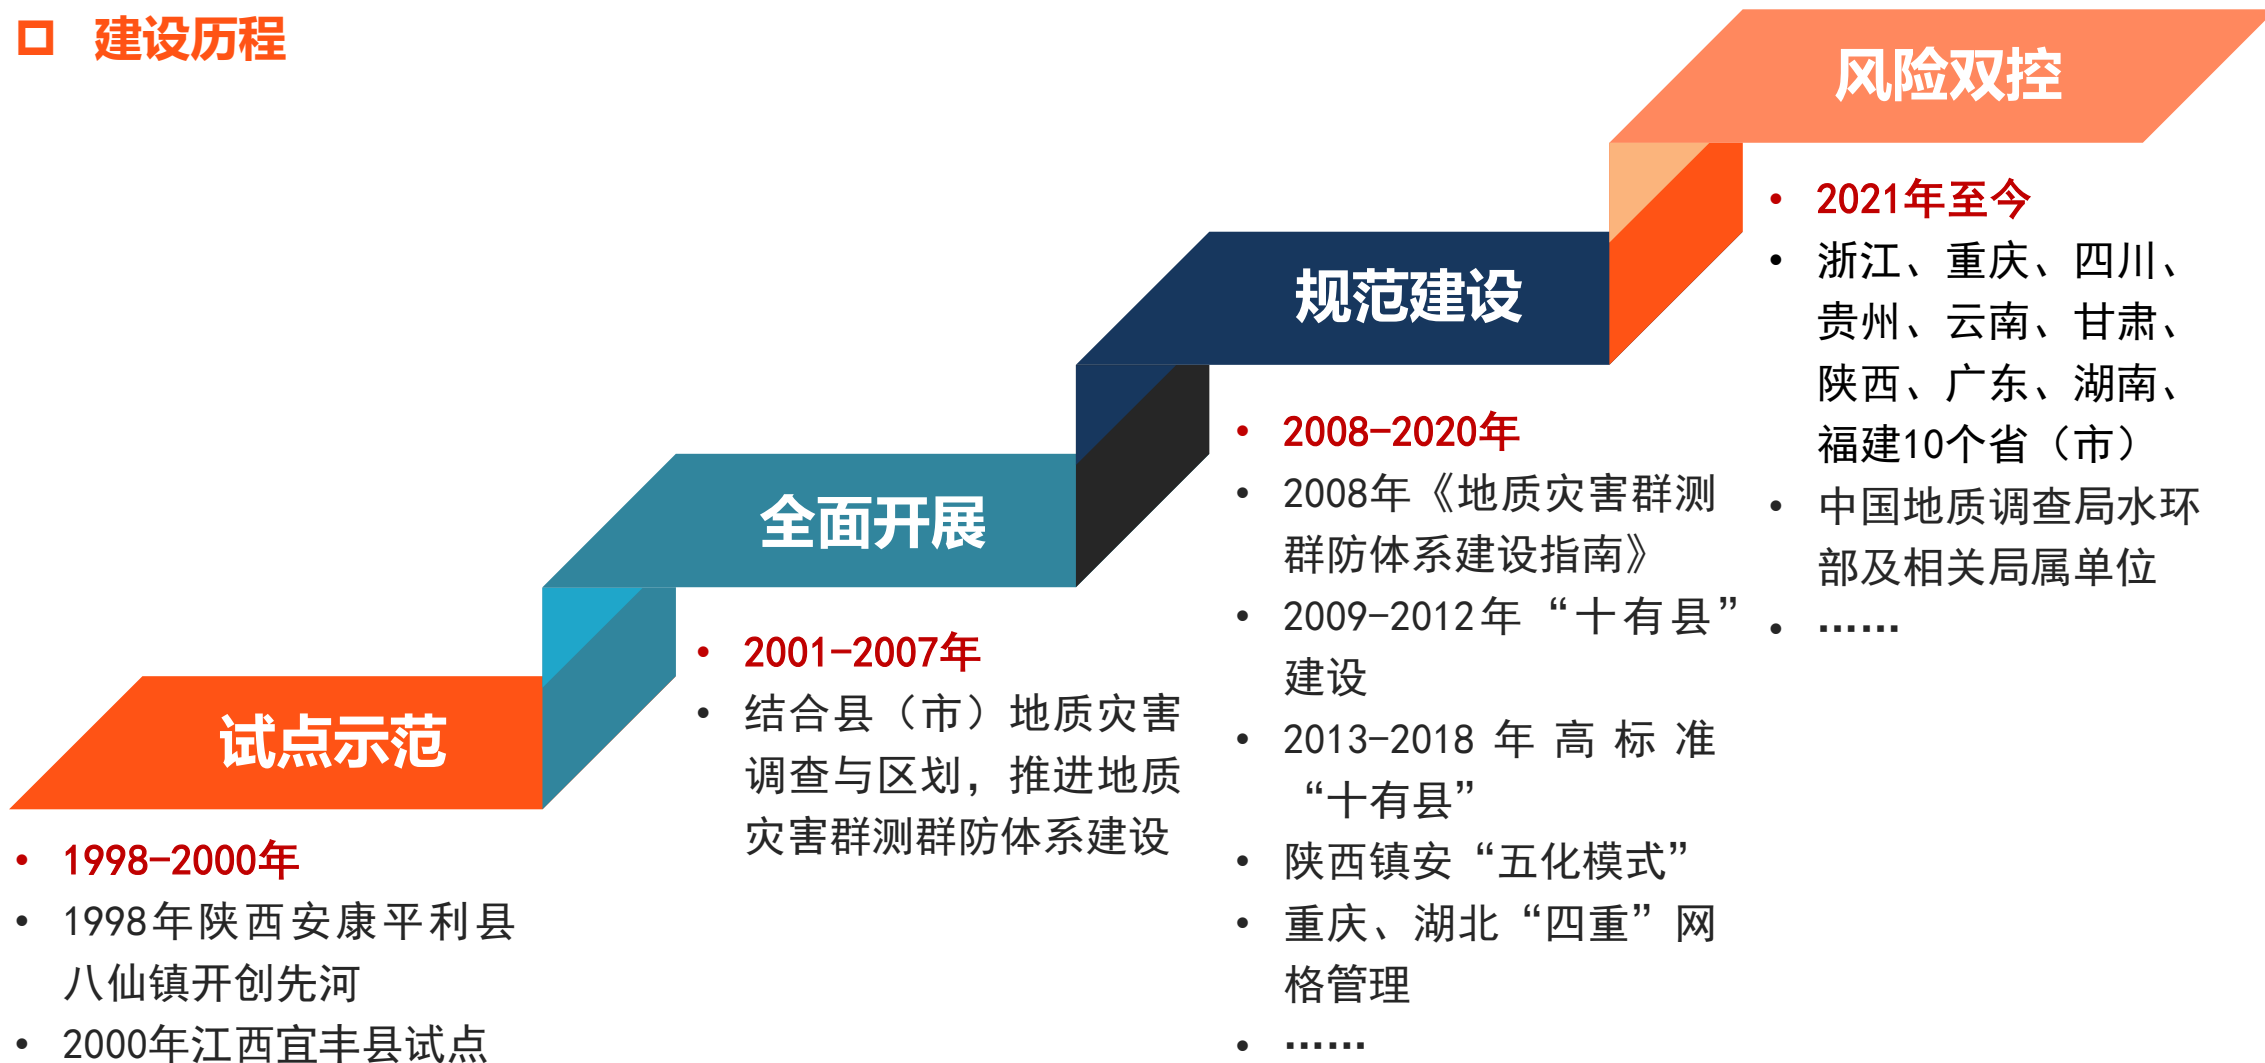 建设历程
风险双控
2021年至今
浙江、重庆、四川、
贵州、云南、甘肃、
陕西、广东、湖南、
福建10个省（市）
中国地质调查局水环
部及相关局属单位
……
规范建设
2008-2020年
2008年《地质灾害群测
群防体系建设指南》
2009-2012年“十有县”
建设
2013-2018年高标准
“十有县”
陕西镇安“五化模式”
重庆、湖北“四重”网
格管理
……
全面开展
2001-2007年
结合县（市）地质灾害
调查与区划，推进地质
灾害群测群防体系建设
试点示范
1998-2000年
1998年陕西安康平利县
八仙镇开创先河
2000年江西宜丰县试点